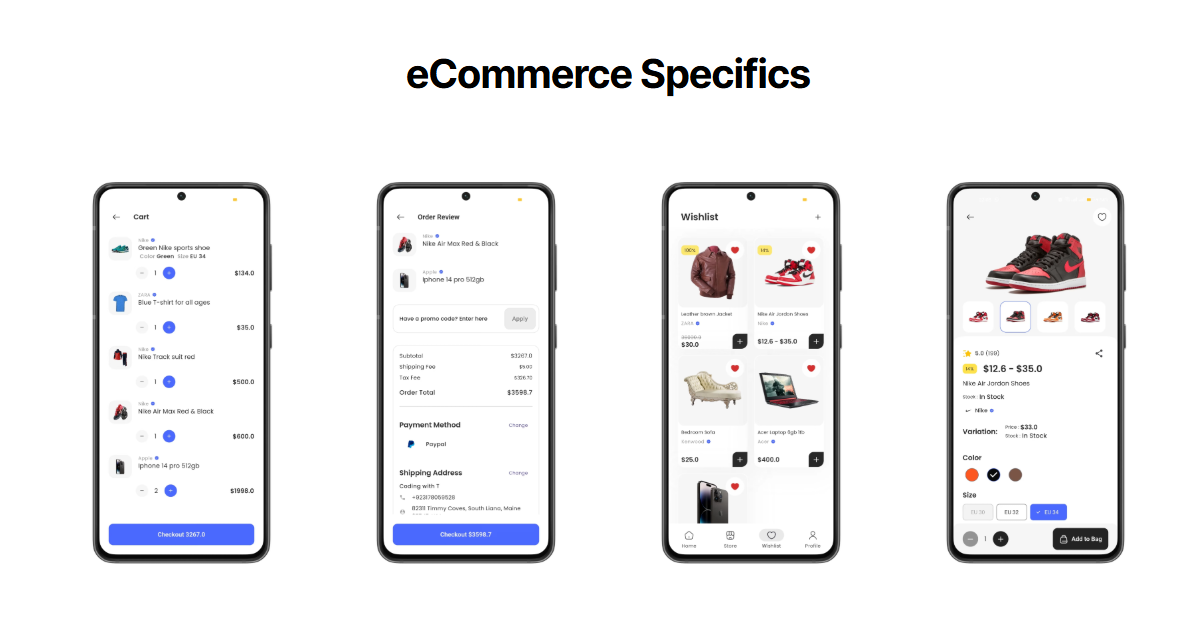 eCommerce Specifics
Cart
Nike
Green Nike sports shoe
Color Green Size EU 34
1
$134.0
ZARA
Blue T-shirt for all ages
1
$35.0
Nike
Nike Track suit red
1
$500.0
Nike
Nike Air Max Red & Black
1
$600.0
Apple
Iphone 14 pro 512gb
2
$1998.0
Checkout 3267.0
Order Review
Nike
Nike Air Max Red & Black
Apple
Iphone 14 pro 512gb
Have a promo code? Enter here
Apply
Subtotal $3267.0
Shipping Fee $5.00
Tax Fee $326.70
Order Total $3598.7
Payment Method Change
Paypal
Shipping Address Change
Coding with T
+923178059528
82311 Timmy Coves, South Liana, Maine
Checkout $3598.7
Wishlist
100%
14%
Leather brown Jacket
ZARA
$30.0
Nike Air Jordan Shoes
Nike
$12.6 - $35.0
Bedroom Sofa
Kenwood
$25.0
Acer Laptop 8gb 1tb
Acer
$400.0
Home
Store
Wishlist
Profile
5.0 (159)
14%
$12.6 - $35.0
Nike Air Jordan Shoes
Stock : In Stock
Nike
Variation:
Price : $33.0
Stock : In Stock
Color
Size
EU 30
EU 32
EU 34
1
Add to Bag